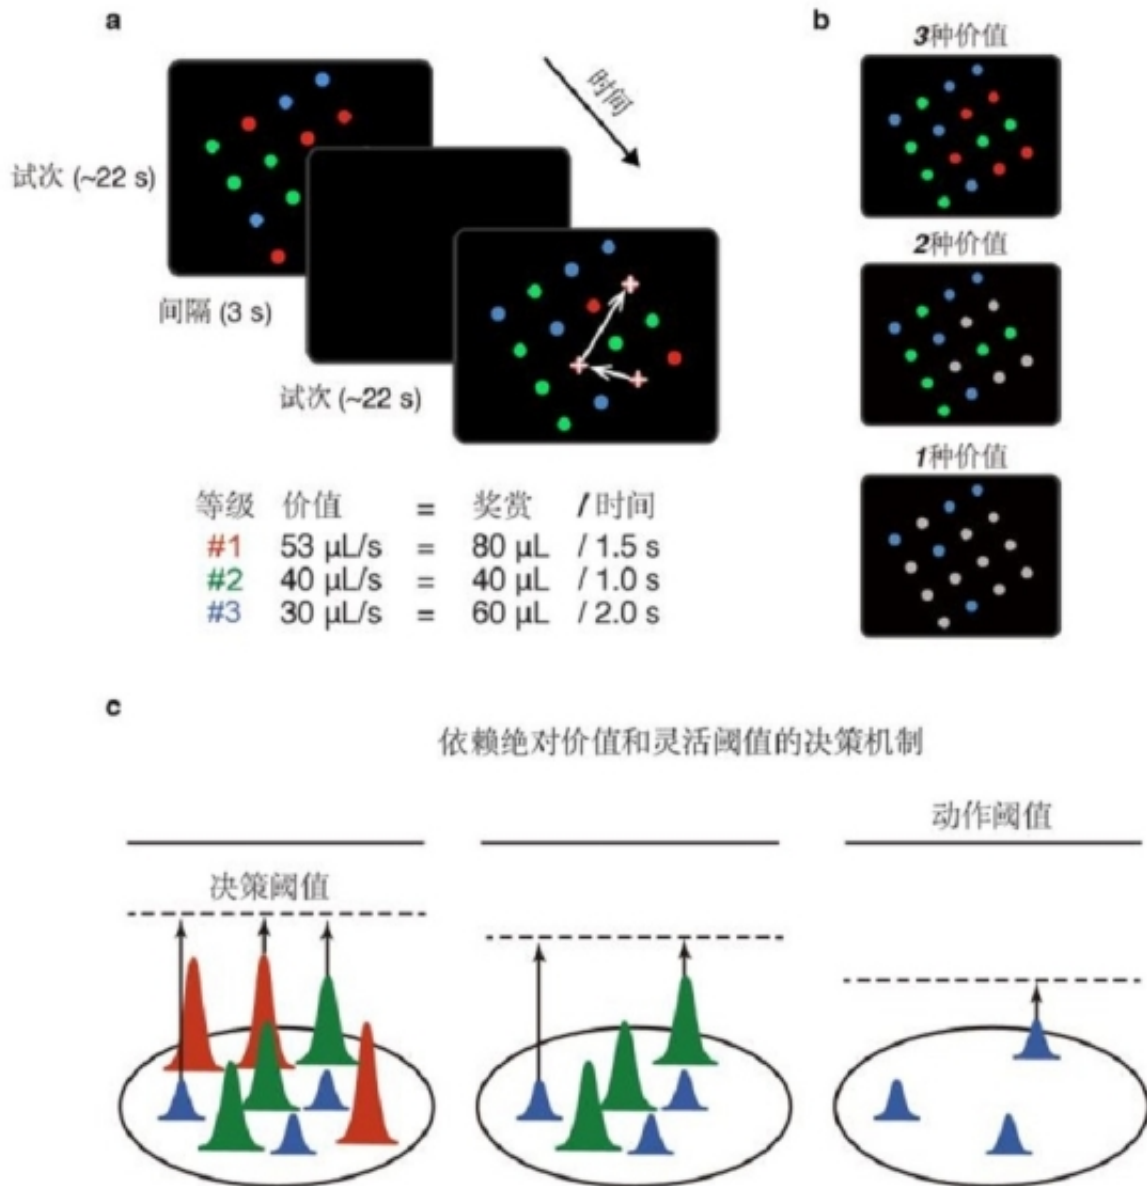 a
时间
试次 (~22 s)
间隔 (3 s)
试次 (~22 s)
等级 价值 = 奖赏 / 时间
#1 53 µL/s = 80 µL / 1.5 s
#2 40 µL/s = 40 µL / 1.0 s
#3 30 µL/s = 60 µL / 2.0 s
b
3种价值
2种价值
1种价值
c
依赖绝对价值和灵活阈值的决策机制
动作阈值
决策阈值